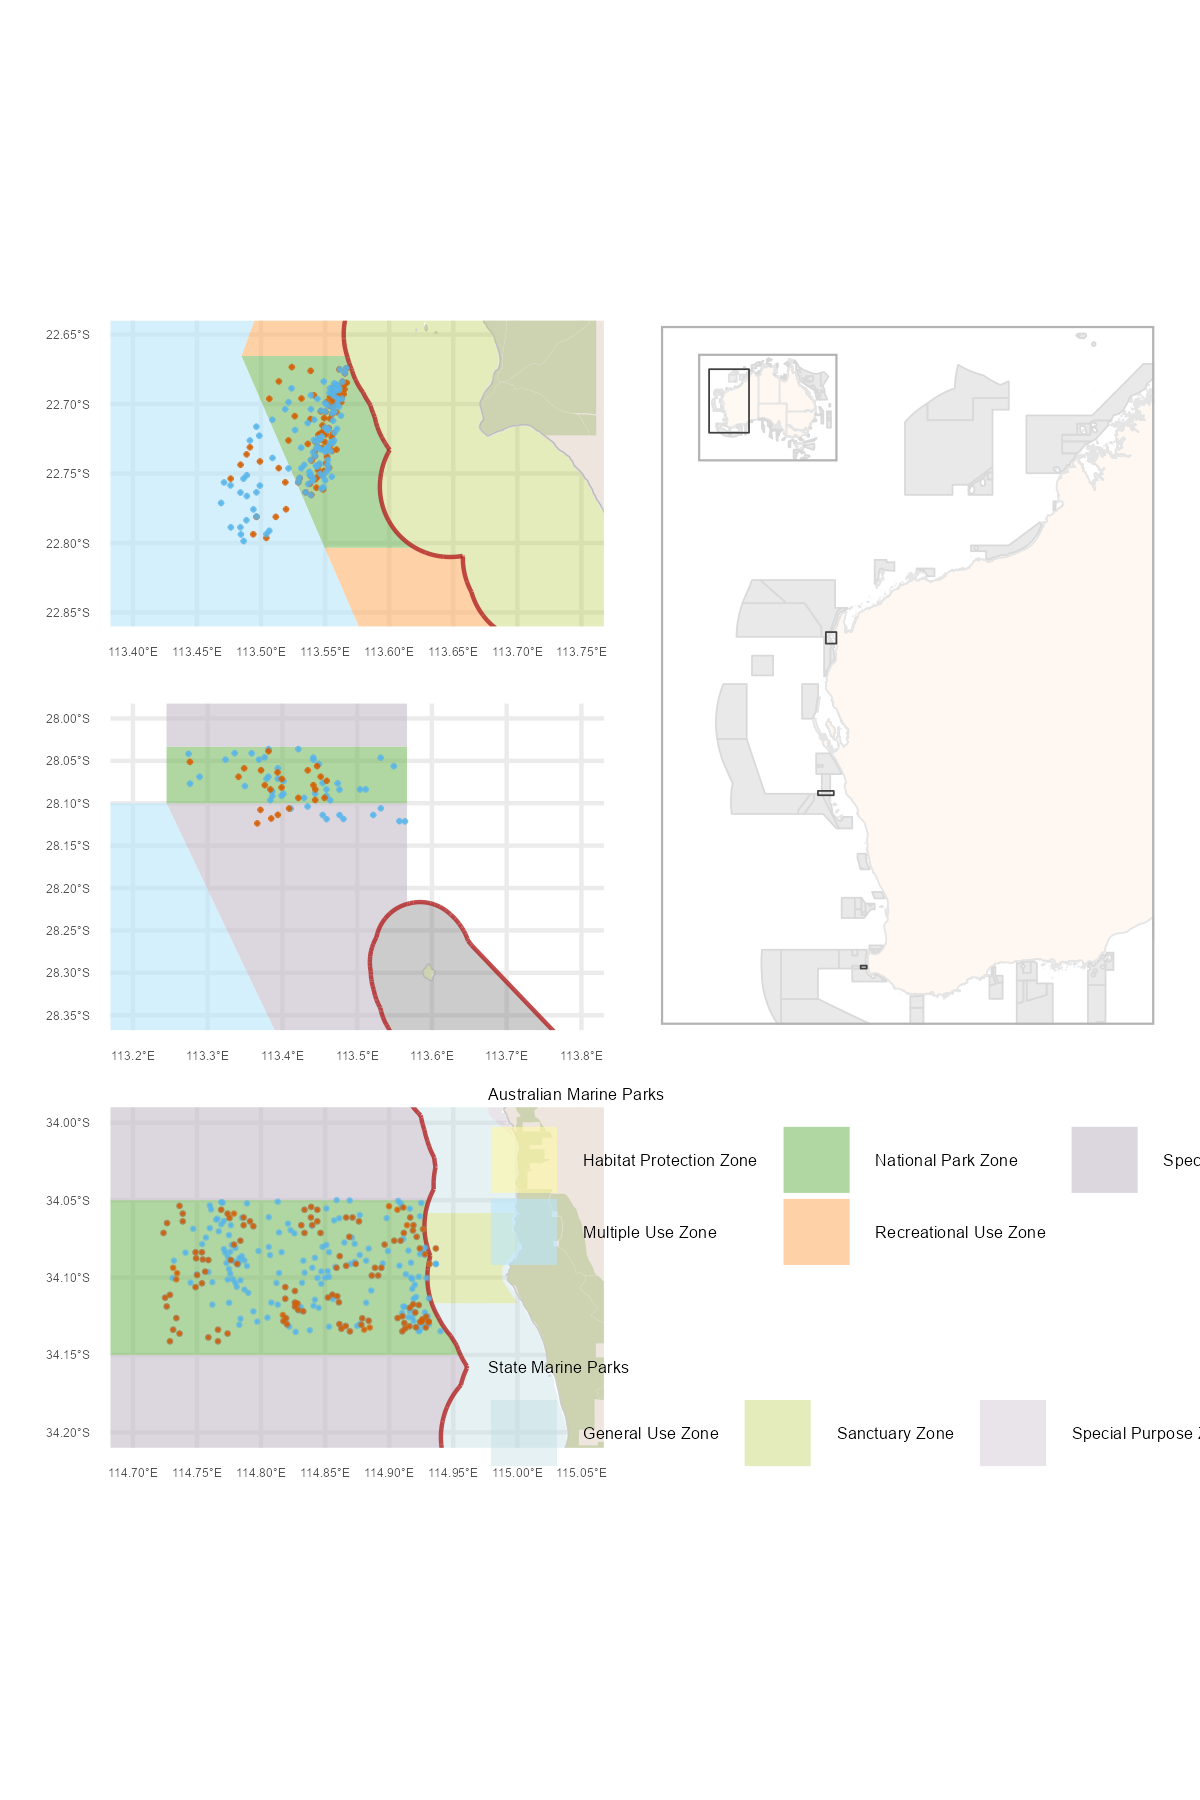 22.65°S
22.70°S
22.75°S
22.80°S
22.85°S
113.40°E 113.45°E 113.50°E 113.55°E 113.60°E 113.65°E 113.70°E 113.75°E
28.00°S
28.05°S
28.10°S
28.15°S
28.20°S
28.25°S
28.30°S
28.35°S
113.2°E 113.3°E 113.4°E 113.5°E 113.6°E 113.7°E 113.8°E
34.00°S
34.05°S
34.10°S
34.15°S
34.20°S
114.70°E 114.75°E 114.80°E 114.85°E 114.90°E 114.95°E 115.00°E 115.05°E
Australian Marine Parks
Habitat Protection Zone National Park Zone Spec
Multiple Use Zone Recreational Use Zone
State Marine Parks
General Use Zone Sanctuary Zone Special Purpose